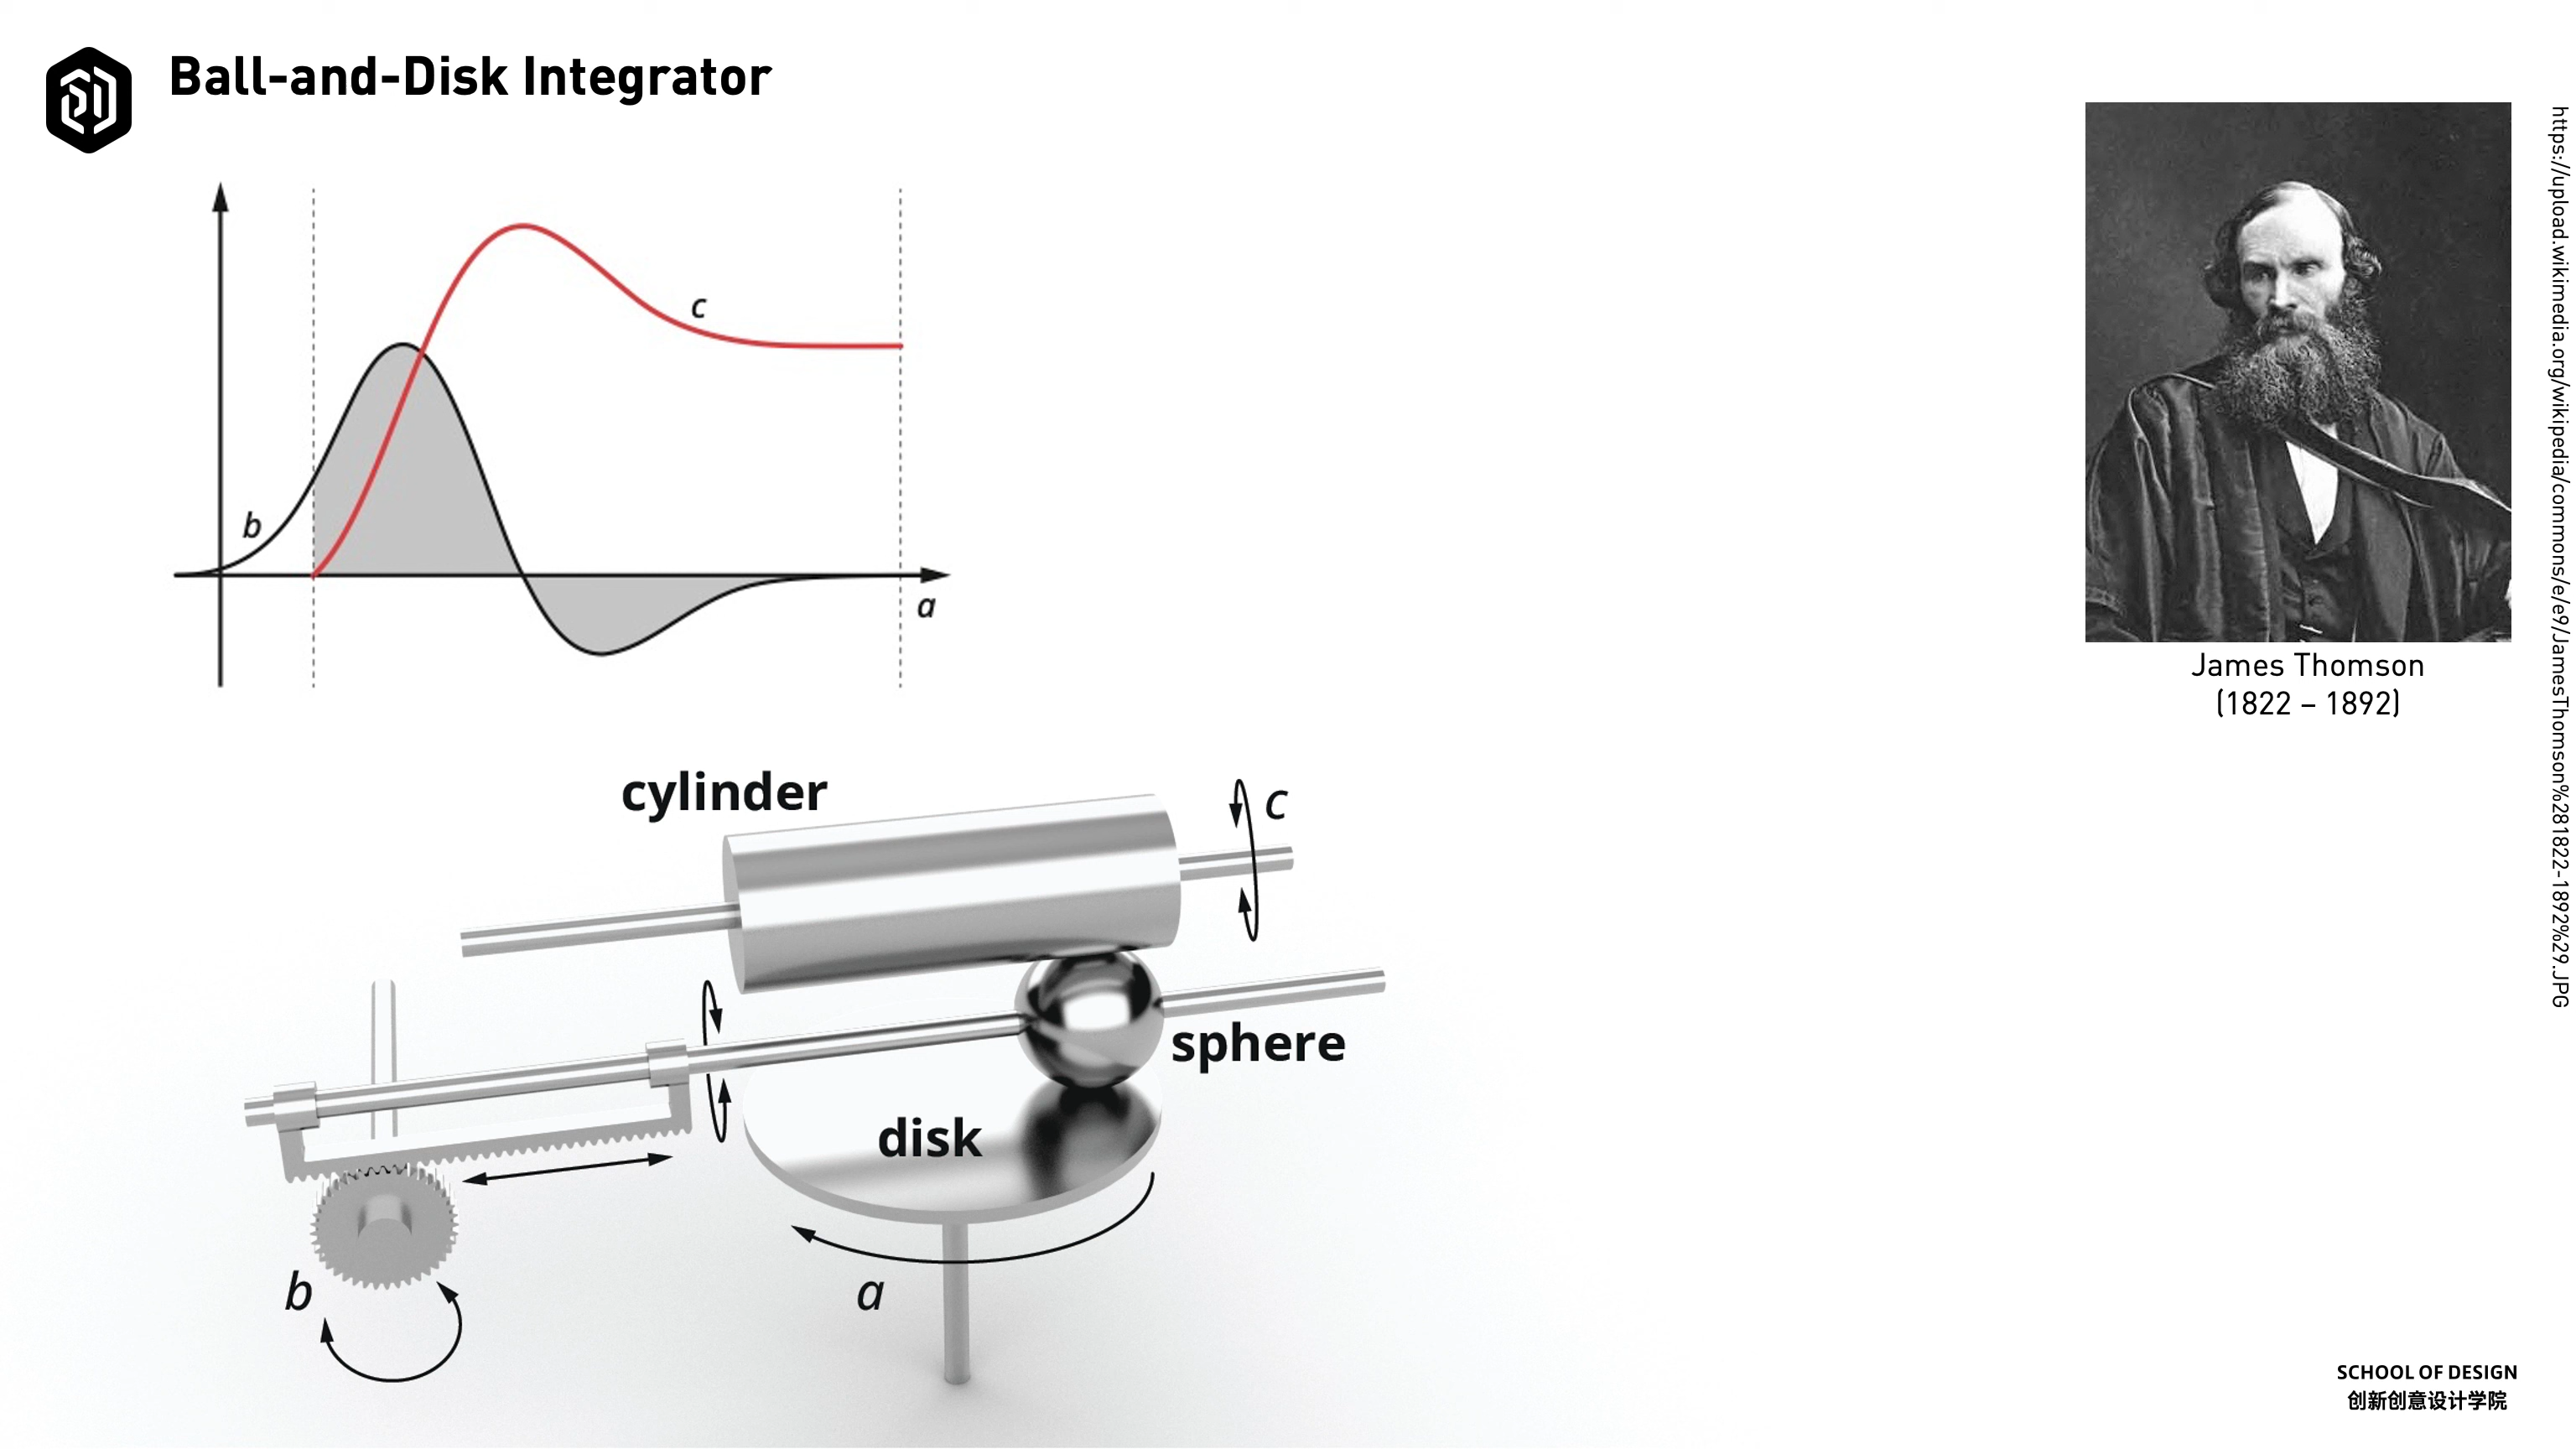 Ball-and-Disk Integrator
c
b
a
James Thomson
(1822 – 1892)
https://upload.wikimedia.org/wikipedia/commons/e/e9/JamesThomson%281822-1892%29.JPG
cylinder
c
sphere
disk
b
a
SCHOOL OF DESIGN
创新创意设计学院